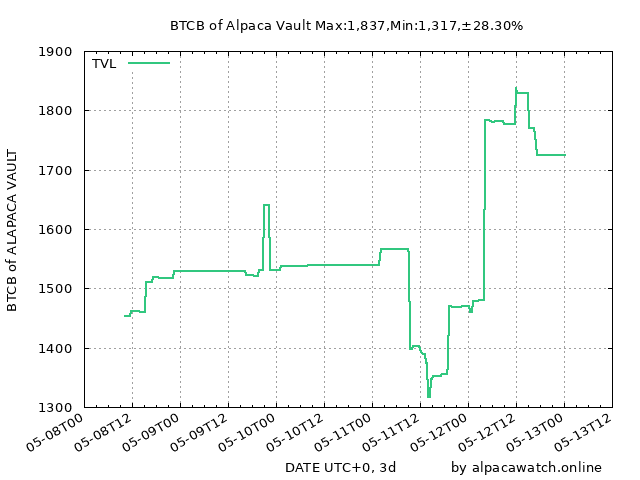 BTCB of Alpaca Vault Max:1,837,Min:1,317,±28.30%
TVL
1900
1800
1700
1600
1500
1400
1300
BTCB of ALAPACA VAULT
05-08T00
05-08T12
05-09T00
05-09T12
05-10T00
05-10T12
05-11T00
05-11T12
05-12T00
05-12T12
05-13T00
05-13T12
DATE UTC+0, 3d
by alpacawatch.online